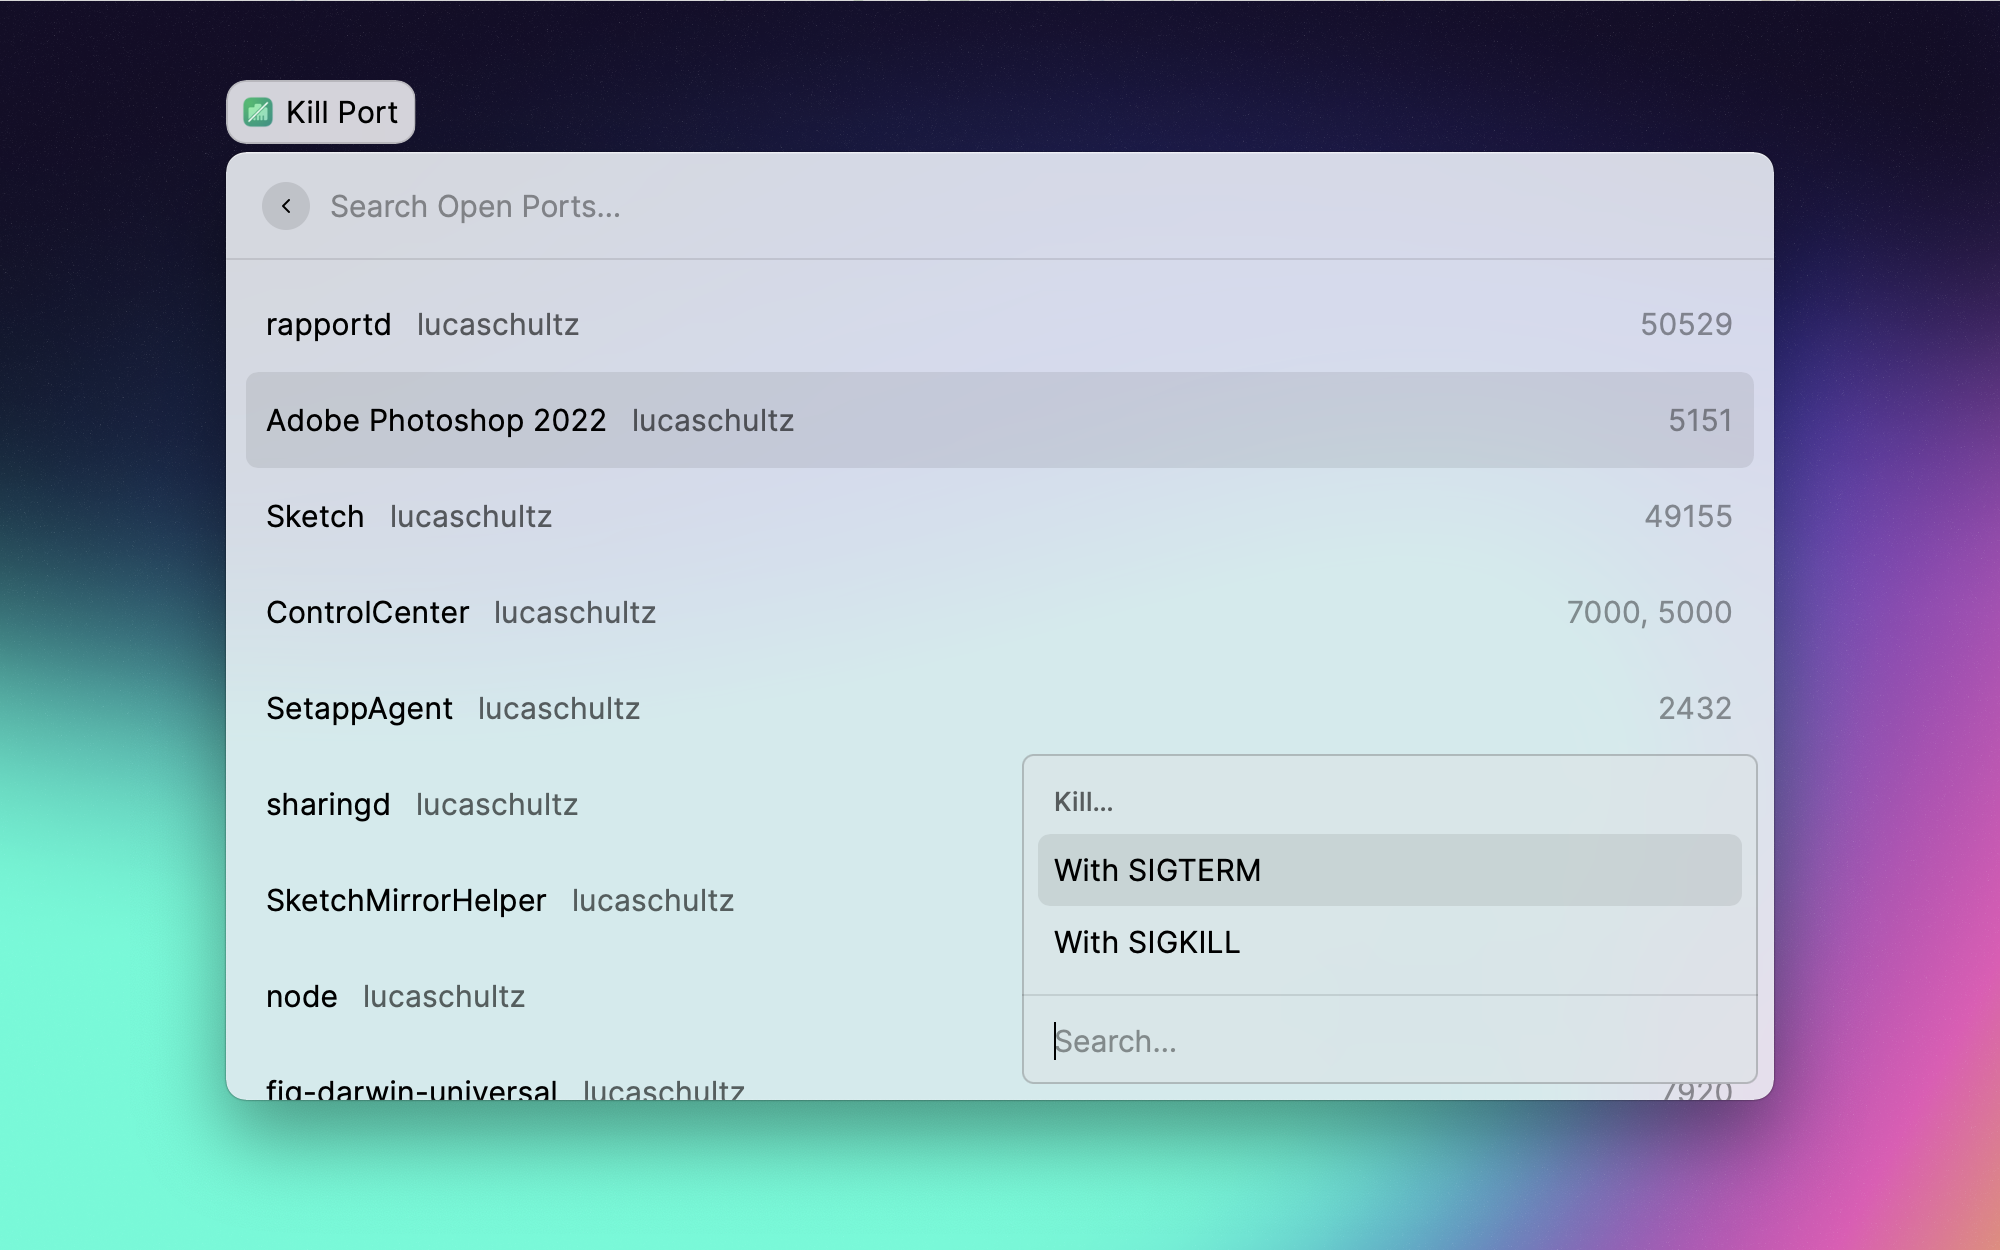 Kill Port
Search Open Ports...
rapportd lucaschultz 50529
Adobe Photoshop 2022 lucaschultz 5151
Sketch lucaschultz 49155
ControlCenter lucaschultz 7000, 5000
SetappAgent lucaschultz 2432
sharingd lucaschultz
SketchMirrorHelper lucaschultz
node lucaschultz
fig-darwin-universal lucaschultz 7920
Kill...
With SIGTERM
With SIGKILL
Search...